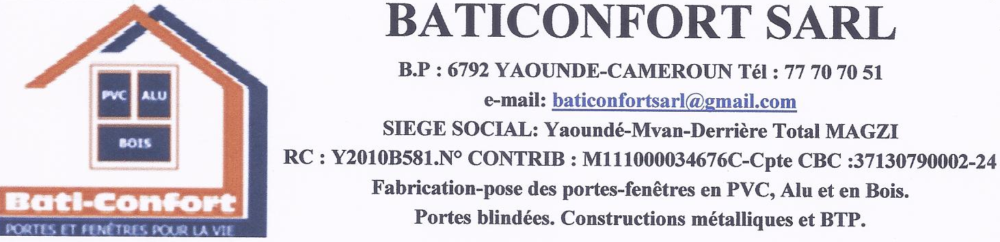 BATICONFORT SARL
B.P : 6792 YAOUNDE-CAMEROUN Tél : 77 70 70 51
e-mail: baticonfortsarl@gmail.com
SIEGE SOCIAL: Yaoundé-Mvan-Derrière Total MAGZI
RC : Y2010B581.N° CONTRIB : M111000034676C-Cpte CBC :37130790002-24
Fabrication-pose des portes-fenêtres en PVC, Alu et en Bois.
Portes blindées. Constructions métalliques et BTP.
PVC ALU
BOIS
Bati-Confort
PORTES ET FENÊTRES POUR LA VIE